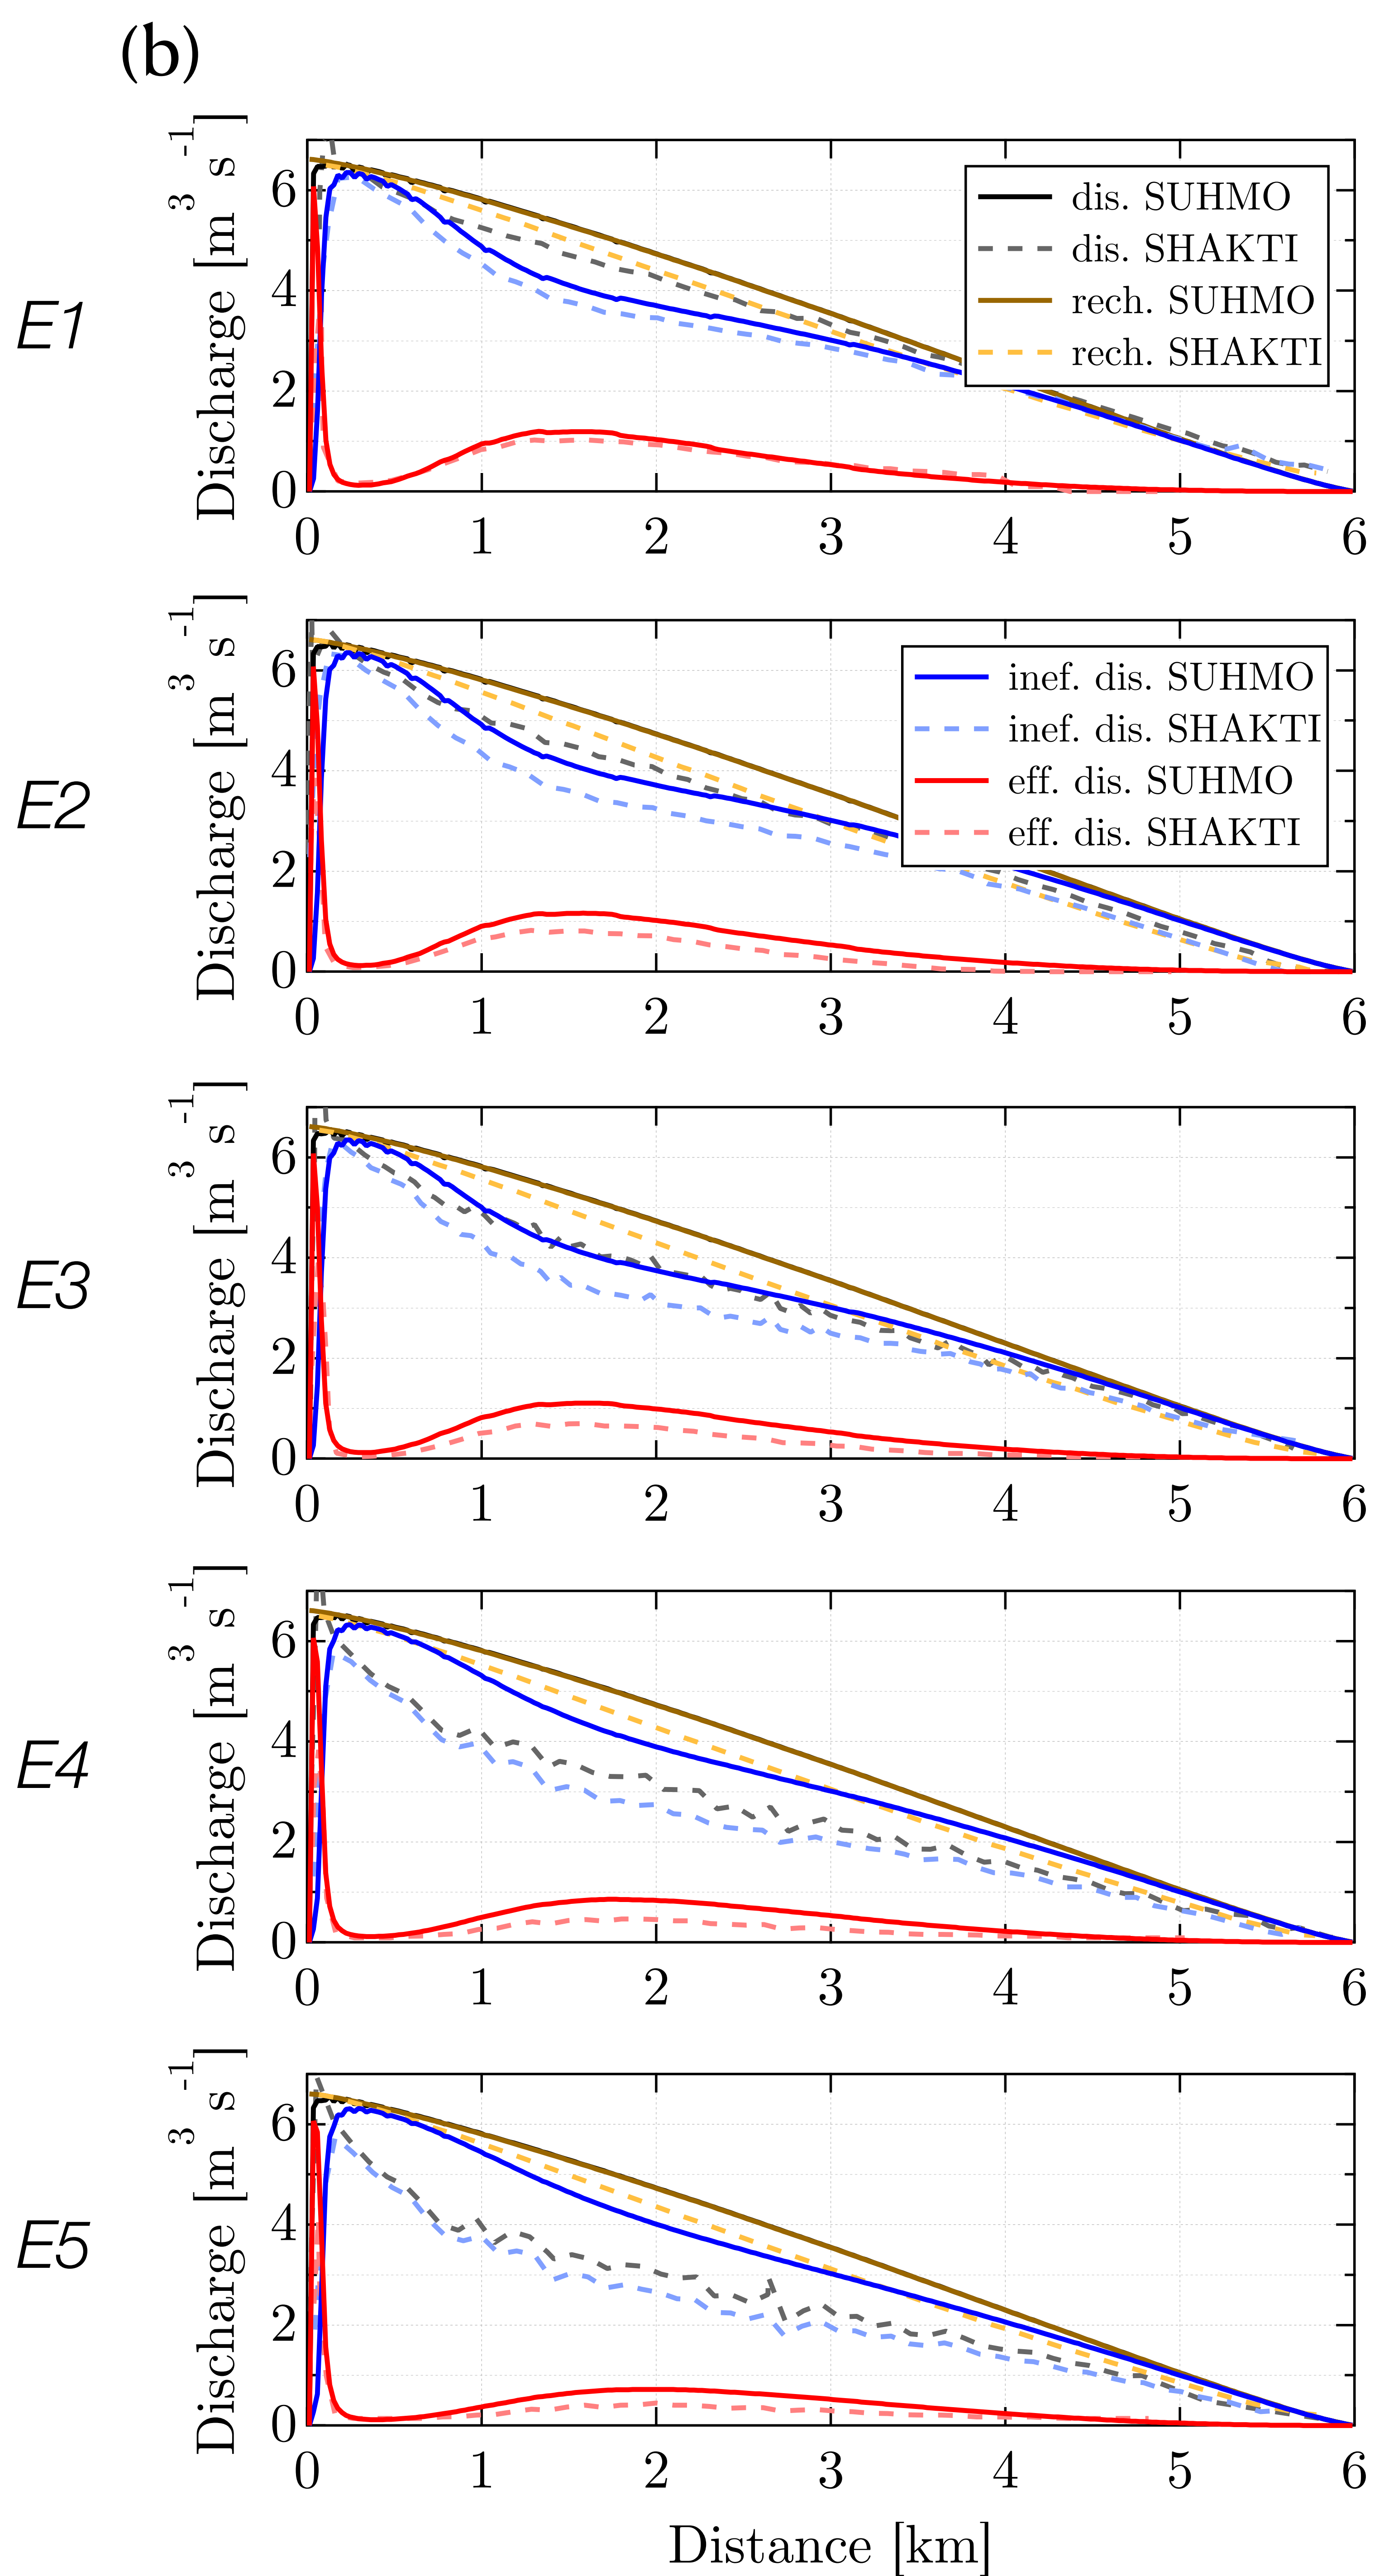 (b)
E1
Discharge [m³ s⁻¹]
6
4
2
0
dis. SUHMO
dis. SHAKTI
rech. SUHMO
rech. SHAKTI
0 1 2 3 4 5 6
E2
Discharge [m³ s⁻¹]
6
4
2
0
inef. dis. SUHMO
inef. dis. SHAKTI
eff. dis. SUHMO
eff. dis. SHAKTI
0 1 2 3 4 5 6
E3
Discharge [m³ s⁻¹]
6
4
2
0
0 1 2 3 4 5 6
E4
Discharge [m³ s⁻¹]
6
4
2
0
0 1 2 3 4 5 6
E5
Discharge [m³ s⁻¹]
6
4
2
0
0 1 2 3 4 5 6
Distance [km]